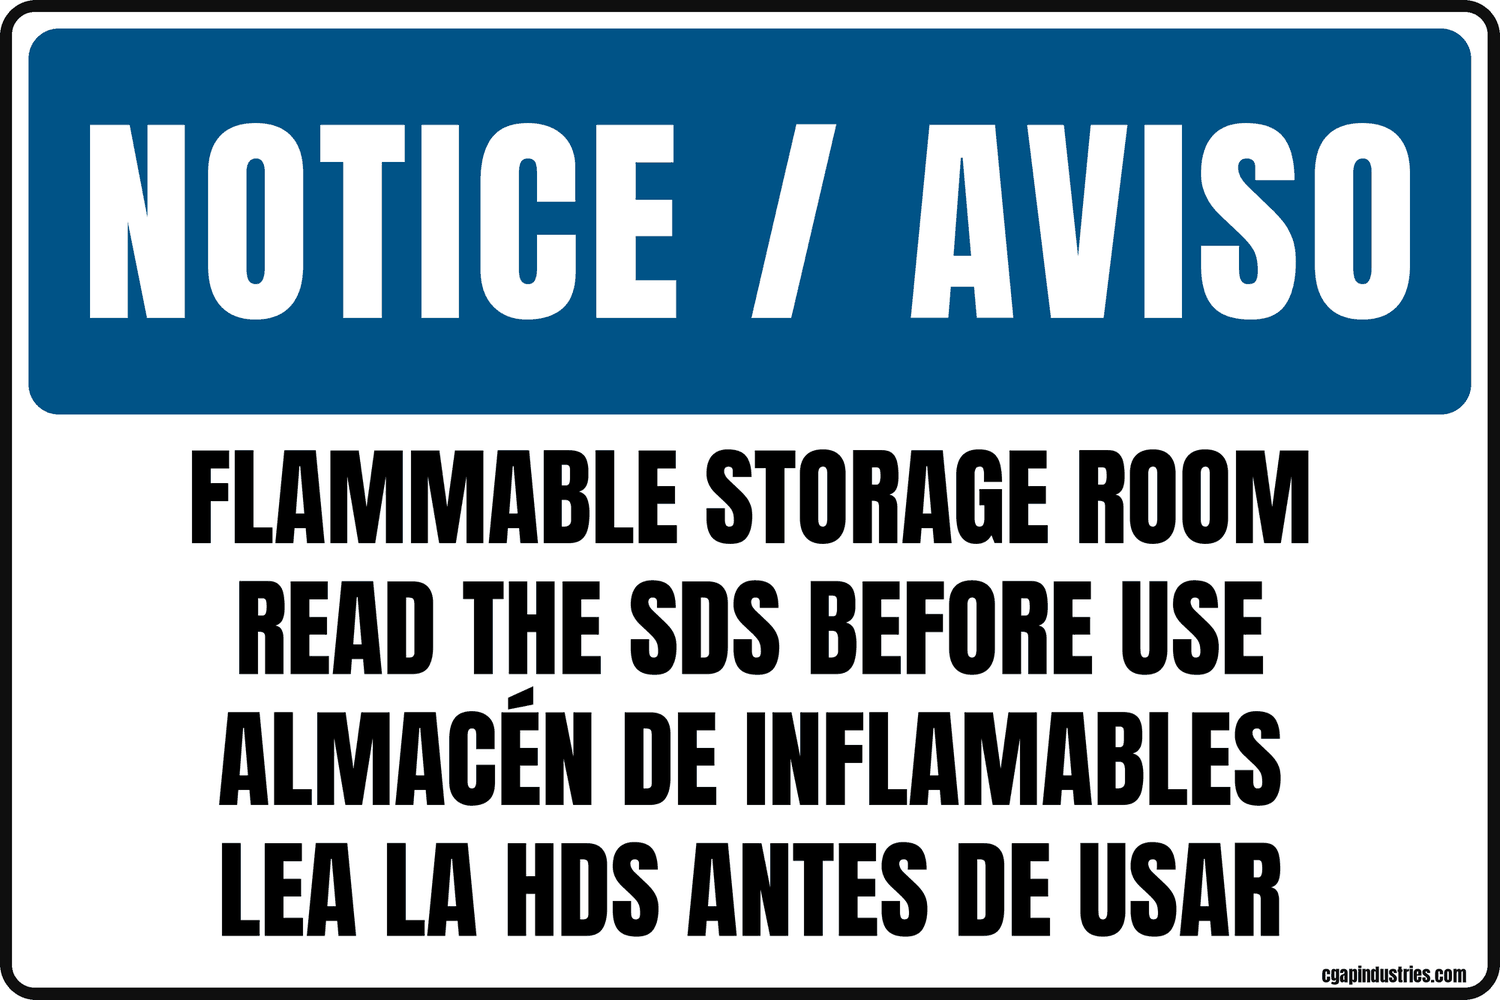 NOTICE / AVISO
FLAMMABLE STORAGE ROOM
READ THE SDS BEFORE USE
ALMACÉN DE INFLAMABLES
LEA LA HDS ANTES DE USAR
cgapindustries.com